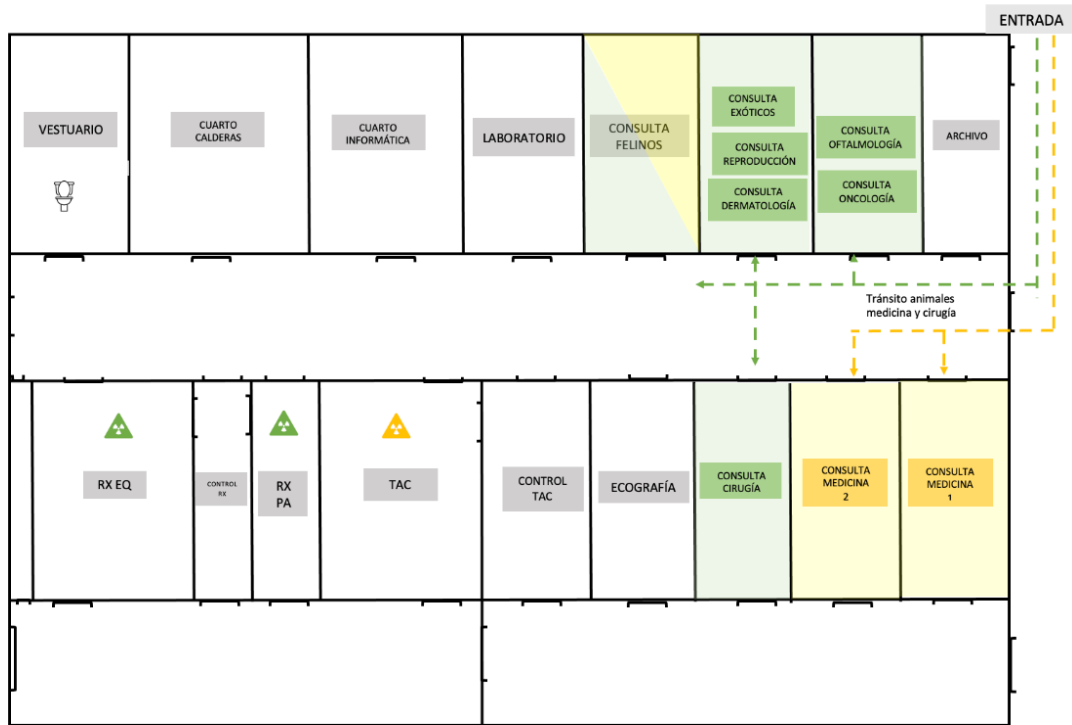 ENTRADA
VESTUARIO
CUARTO
CALDERAS
CUARTO
INFORMÁTICA
LABORATORIO
CONSULTA
FELINOS
CONSULTA
EXÓTICOS
CONSULTA
REPRODUCCIÓN
CONSULTA
DERMATOLOGÍA
CONSULTA
OFTALMOLOGÍA
CONSULTA
ONCOLOGÍA
ARCHIVO
Tránsito animales
medicina y cirugía
RX EQ
CONTROL
RX
RX
PA
TAC
CONTROL
TAC
ECOGRAFÍA
CONSULTA
CIRUGÍA
CONSULTA
MEDICINA
2
CONSULTA
MEDICINA
1